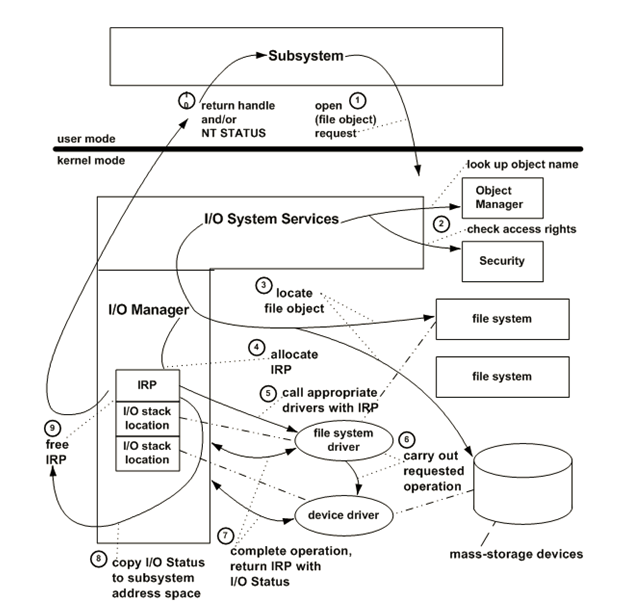 Subsystem
10 return handle
and/or
NT STATUS
open 1
(file object)
request
user mode
kernel mode
look up object name
Object
Manager
I/O System Services
2
check access rights
Security
3 locate
file object
I/O Manager
file system
4 allocate
IRP
file system
IRP
5 call appropriate
drivers with IRP
I/O stack
location
9
free
IRP
file system
driver
6
carry out
requested
operation
I/O stack
location
device driver
7
complete operation,
return IRP with
I/O Status
mass-storage devices
8 copy I/O Status
to subsystem
address space